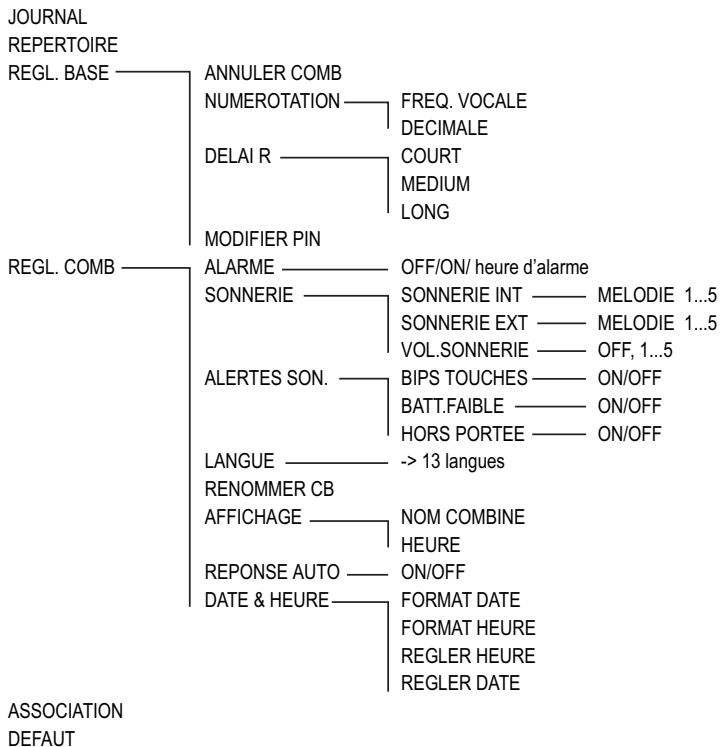 JOURNAL
REPERTOIRE
REGL. BASE ANNULER COMB
NUMEROTATION FREQ. VOCALE
DECIMALE
DELAI R COURT
MEDIUM
LONG
MODIFIER PIN
REGL. COMB ALARME OFF/ON/ heure d'alarme
SONNERIE SONNERIE INT MELODIE 1...5
SONNERIE EXT MELODIE 1...5
VOL.SONNERIE OFF, 1...5
ALERTES SON. BIPS TOUCHES ON/OFF
BATT.FAIBLE ON/OFF
HORS PORTEE ON/OFF
LANGUE -> 13 langues
RENOMMER CB
AFFICHAGE NOM COMBINE
HEURE
REPONSE AUTO ON/OFF
DATE & HEURE FORMAT DATE
FORMAT HEURE
REGLER HEURE
REGLER DATE
ASSOCIATION
DEFAUT